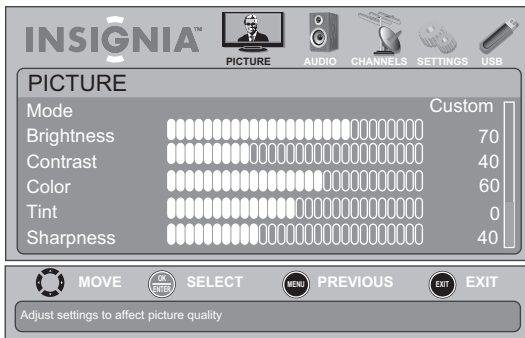 INSIGNIA™
PICTURE AUDIO CHANNELS SETTINGS USB
PICTURE
Mode Custom
Brightness 70
Contrast 40
Color 60
Tint 0
Sharpness 40
MOVE OK ENTER SELECT MENU PREVIOUS EXIT EXIT
Adjust settings to affect picture quality